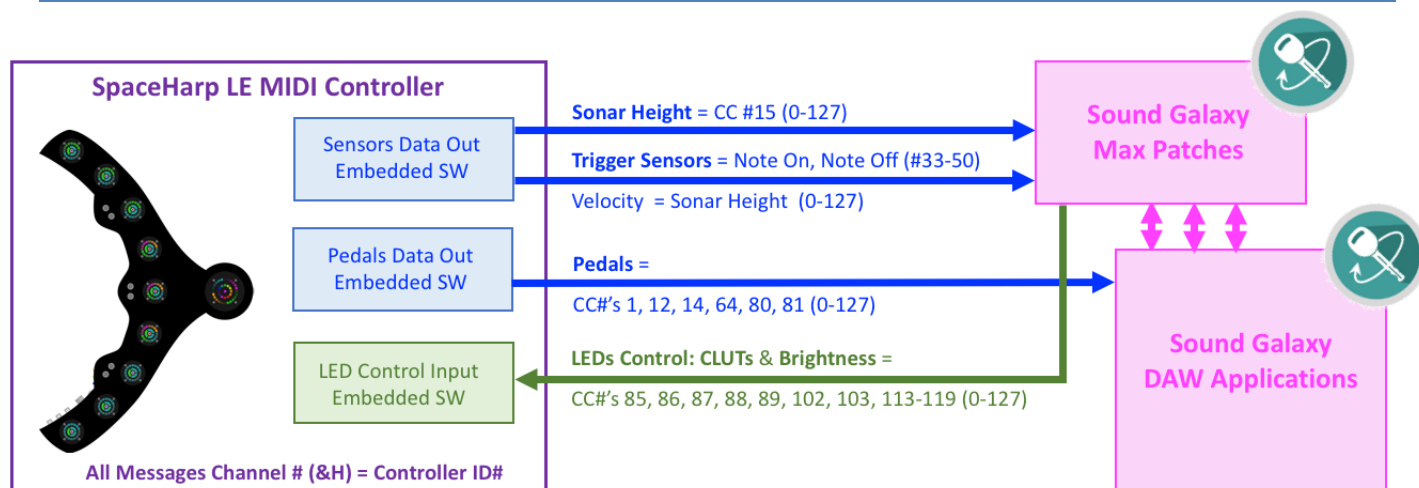 SpaceHarp LE MIDI Controller
Sensors Data Out
Embedded SW
Pedals Data Out
Embedded SW
LED Control Input
Embedded SW
All Messages Channel # (&H) = Controller ID#
Sonar Height = CC #15 (0-127)
Trigger Sensors = Note On, Note Off (#33-50)
Velocity  = Sonar Height  (0-127)
Pedals =
CC#'s 1, 12, 14, 64, 80, 81 (0-127)
LEDs Control: CLUTs & Brightness =
CC#'s 85, 86, 87, 88, 89, 102, 103, 113-119 (0-127)
Sound Galaxy
Max Patches
Sound Galaxy
DAW Applications